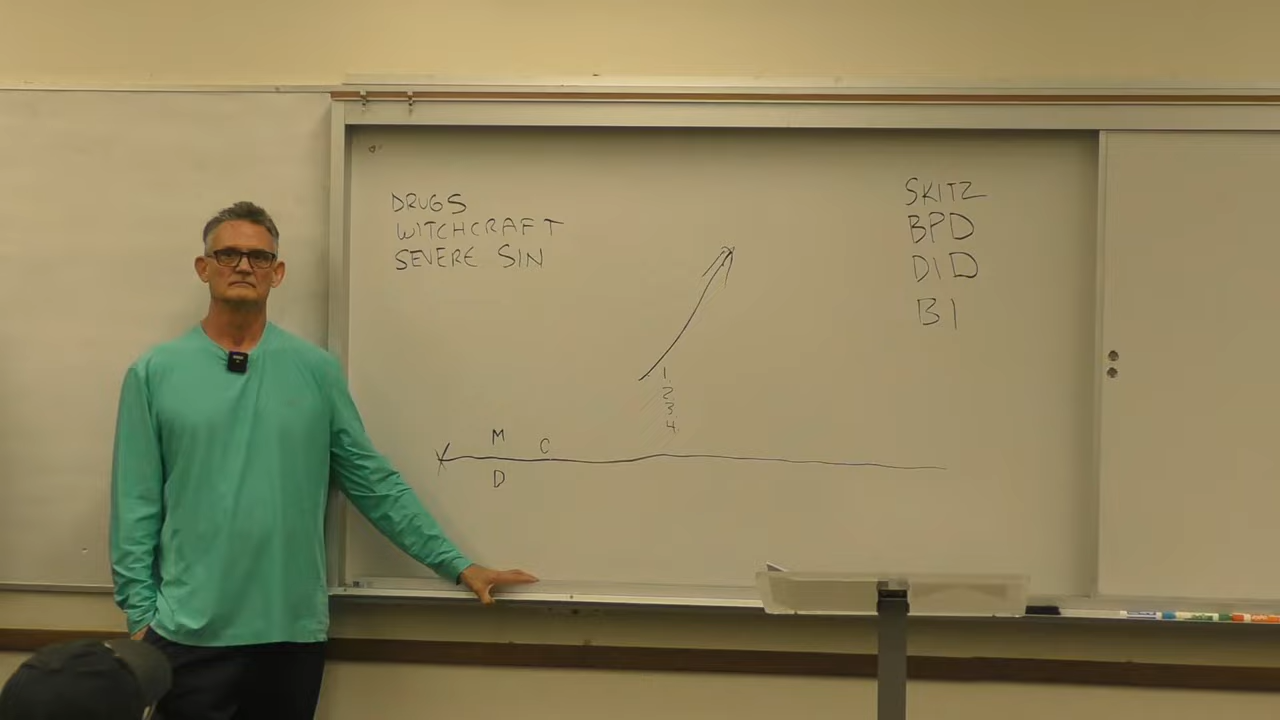 DRUGS
WITCHCRAFT
SEVERE SIN
SKITZ
BPD
DID
BI
1
2
3
4
M
C
D